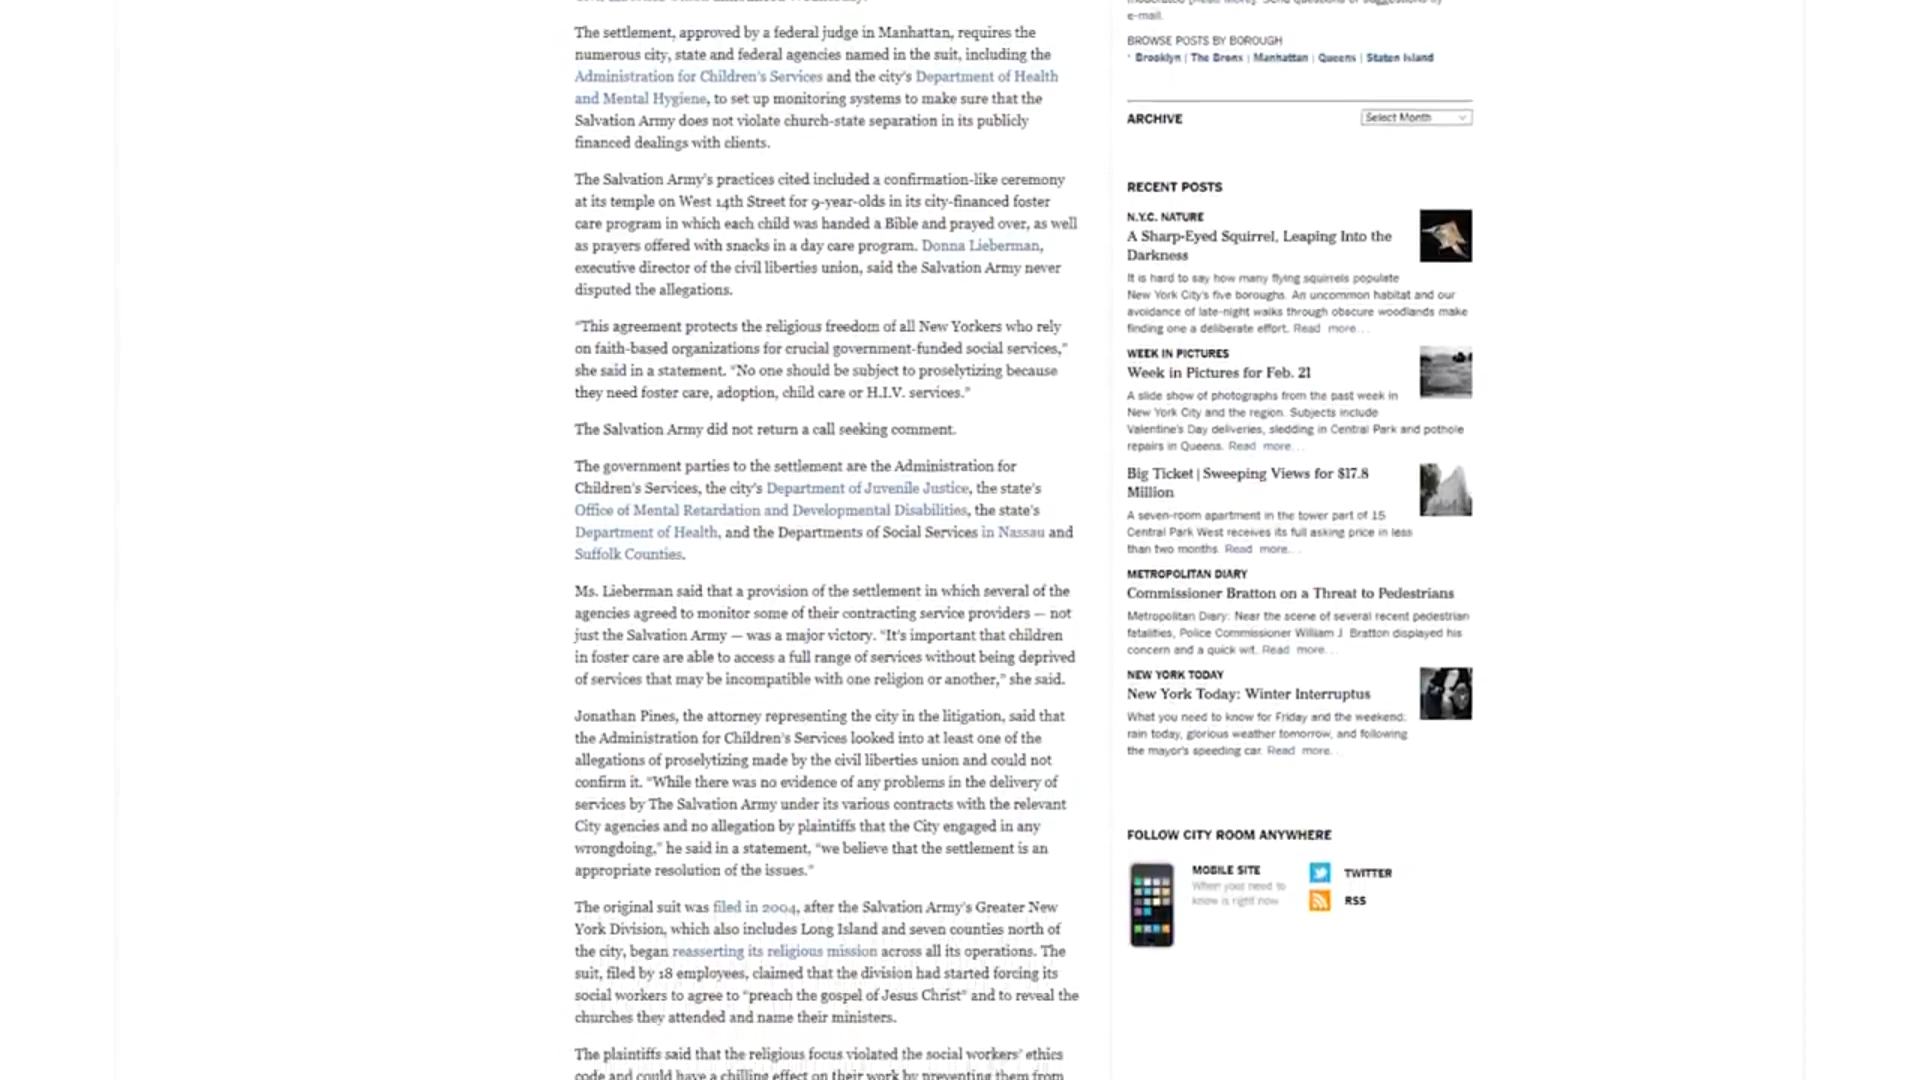 The settlement, approved by a federal judge in Manhattan, requires the
numerous city, state and federal agencies named in the suit, including the
Administration for Children's Services and the city's Department of Health
and Mental Hygiene, to set up monitoring systems to make sure that the
Salvation Army does not violate church-state separation in its publicly
financed dealings with clients.
The Salvation Army's practices cited included a confirmation-like ceremony
at its temple on West 14th Street for 9-year-olds in its city-financed foster
care program in which each child was handed a Bible and prayed over, as well
as prayers offered with snacks in a day care program. Donna Lieberman,
executive director of the civil liberties union, said the Salvation Army never
disputed the allegations.
"This agreement protects the religious freedom of all New Yorkers who rely
on faith-based organizations for crucial government-funded social services,"
she said in a statement. "No one should be subject to proselytizing because
they need foster care, adoption, child care or H.I.V. services."
The Salvation Army did not return a call seeking comment.
The government parties to the settlement are the Administration for
Children's Services, the city's Department of Juvenile Justice, the state's
Office of Mental Retardation and Developmental Disabilities, the state's
Department of Health, and the Departments of Social Services in Nassau and
Suffolk Counties.
Ms. Lieberman said that a provision of the settlement in which several of the
agencies agreed to monitor some of their contracting service providers — not
just the Salvation Army — was a major victory. "It's important that children
in foster care are able to access a full range of services without being deprived
of services that may be incompatible with one religion or another," she said.
Jonathan Pines, the attorney representing the city in the litigation, said that
the Administration for Children's Services looked into at least one of the
allegations of proselytizing made by the civil liberties union and could not
confirm it. "While there was no evidence of any problems in the delivery of
services by The Salvation Army under its various contracts with the relevant
City agencies and no allegation by plaintiffs that the City engaged in any
wrongdoing," he said in a statement, "we believe that the settlement is an
appropriate resolution of the issues."
The original suit was filed in 2004, after the Salvation Army's Greater New
York Division, which also includes Long Island and seven counties north of
the city, began reasserting its religious mission across all its operations. The
suit, filed by 18 employees, claimed that the division had started forcing its
social workers to agree to "preach the gospel of Jesus Christ" and to reveal the
churches they attended and name their ministers.
The plaintiffs said that the religious focus violated the social workers' ethics
code and could have a chilling effect on their work by preventing them from
e-mail.
BROWSE POSTS BY BOROUGH
Brooklyn | The Bronx | Manhattan | Queens | Staten Island
ARCHIVE
Select Month
RECENT POSTS
N.Y.C. NATURE
A Sharp-Eyed Squirrel, Leaping Into the
Darkness
It is hard to say how many flying squirrels populate
New York City's five boroughs. An uncommon habitat and our
avoidance of late-night walks through obscure woodlands make
finding one a deliberate effort. Read more...
WEEK IN PICTURES
Week in Pictures for Feb. 21
A slide show of photographs from the past week in
New York City and the region. Subjects include
Valentine's Day deliveries, sledding in Central Park and pothole
repairs in Queens. Read more...
Big Ticket | Sweeping Views for $17.8
Million
A seven-room apartment in the tower part of 15
Central Park West receives its full asking price in less
than two months. Read more...
METROPOLITAN DIARY
Commissioner Bratton on a Threat to Pedestrians
Metropolitan Diary: Near the scene of several recent pedestrian
fatalities, Police Commissioner William J. Bratton displayed his
concern and a quick wit. Read more...
NEW YORK TODAY
New York Today: Winter Interruptus
What you need to know for Friday and the weekend:
rain today, glorious weather tomorrow, and following
the mayor's speeding car. Read more...
FOLLOW CITY ROOM ANYWHERE
MOBILE SITE
When your need to
know is right now
TWITTER
RSS